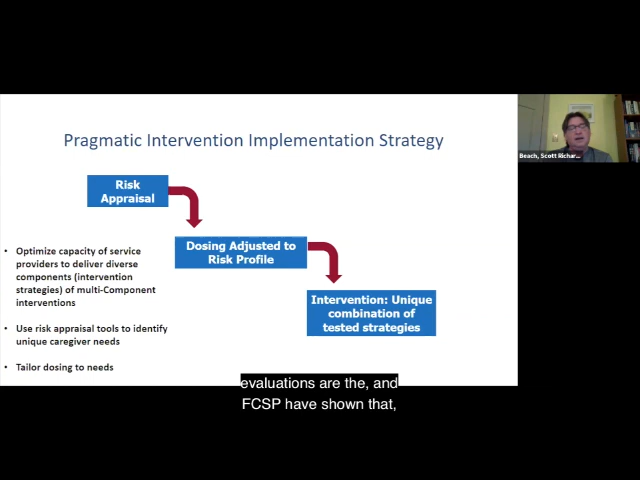 Pragmatic Intervention Implementation Strategy
Beach, Scott Richar...
Risk
Appraisal
Dosing Adjusted to
Risk Profile
Intervention: Unique
combination of
tested strategies
• Optimize capacity of service
providers to deliver diverse
components (intervention
strategies) of multi-Component
interventions
• Use risk appraisal tools to identify
unique caregiver needs
• Tailor dosing to needs
evaluations are the, and
FCSP have shown that,